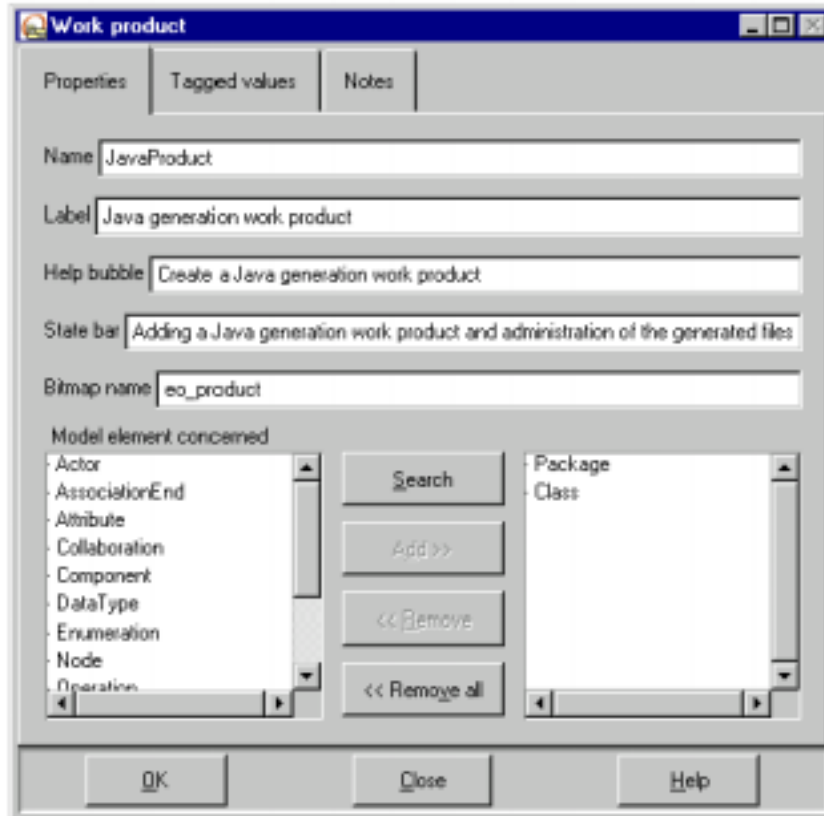 Work product
Properties Tagged values Notes
Name JavaProduct
Label Java generation work product
Help bubble Create a Java generation work product
State bar Adding a Java generation work product and administration of the generated files
Bitmap name eo_product
Model element concerned
Actor
AssociationEnd
Attribute
Collaboration
Component
DataType
Enumeration
Node
Operation
Search
Add >>
<< Remove
<< Remove all
Package
Class
OK Close Help